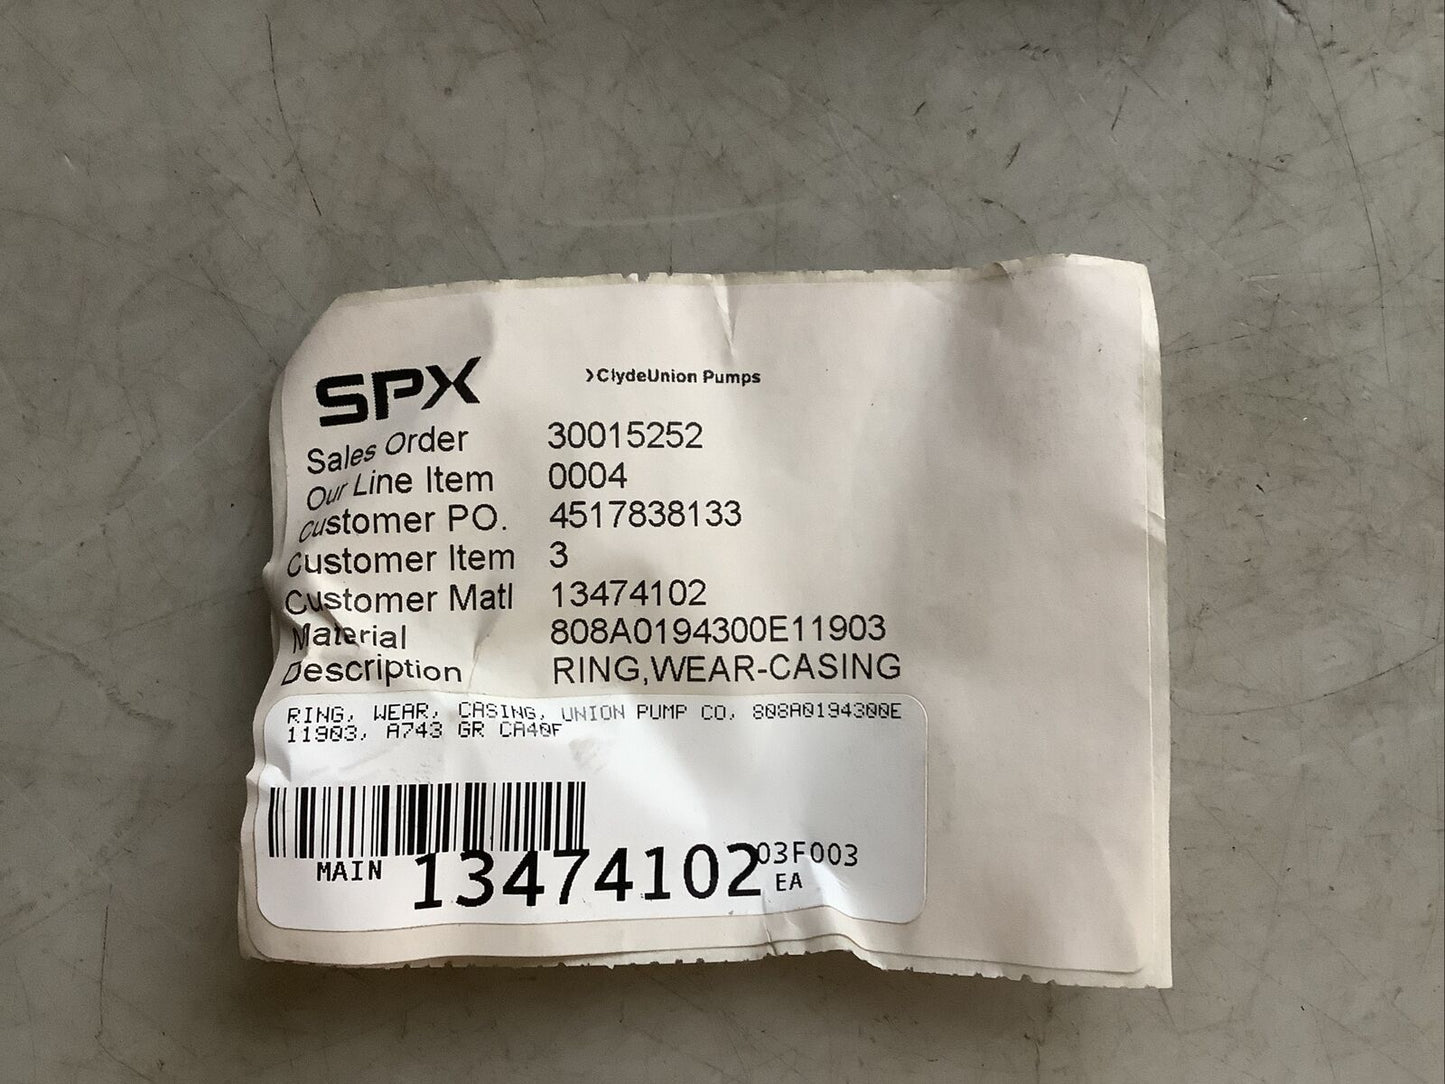 SPX
>ClydeUnion Pumps
Sales Order 30015252
Our Line Item 0004
Customer PO. 4517838133
Customer Item 3
Customer Matl 13474102
Material 808A0194300E11903
Description RING,WEAR-CASING
RING, WEAR, CASING, UNION PUMP CO, 808A0194300E
11903, A743 GR CA40F
MAIN 13474102 03F003
EA